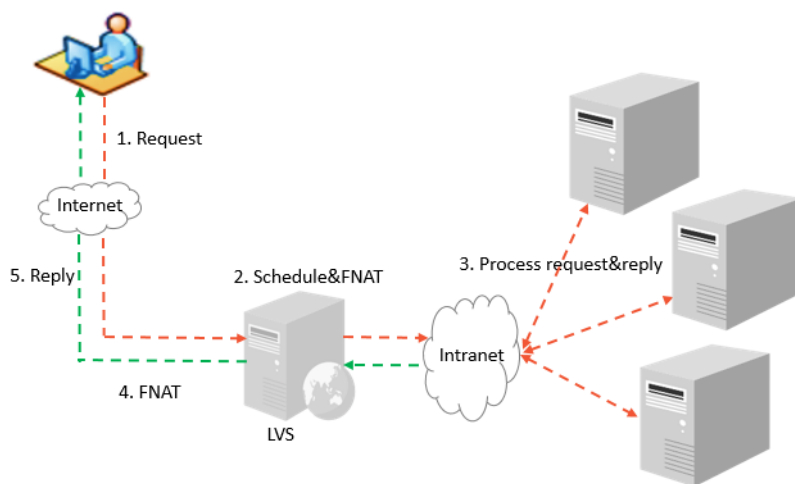 1. Request
Internet
5. Reply
2. Schedule&FNAT
3. Process request&reply
Intranet
4. FNAT
LVS